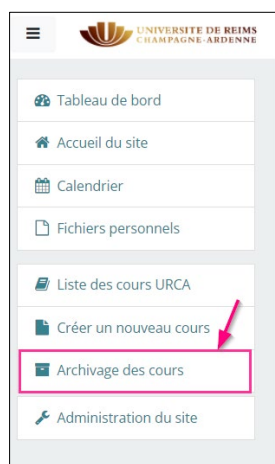 UNIVERSITE DE REIMS
CHAMPAGNE-ARDENNE
Tableau de bord
Accueil du site
Calendrier
Fichiers personnels
Liste des cours URCA
Créer un nouveau cours
Archivage des cours
Administration du site